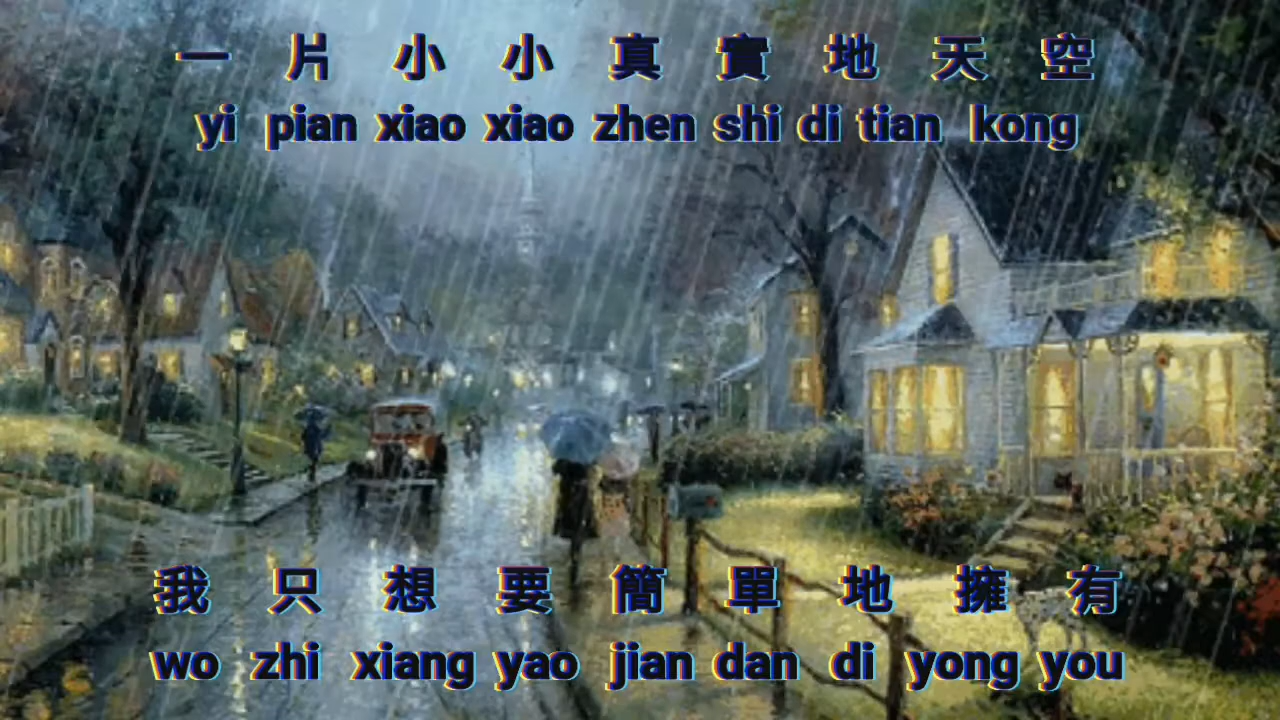 一片小小真實地天空
yi pian xiao xiao zhen shi di tian kong
我只想要簡單地擁有
wo zhi xiang yao jian dan di yong you